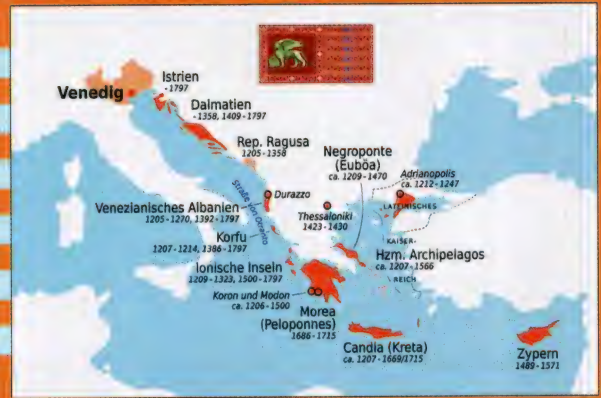 Venedig
Istrien
- 1797
Dalmatien
- 1358, 1409 - 1797
Rep. Ragusa
1205 - 1358
Negroponte
(Euböa)
ca. 1209 - 1470
Adrianopolis
ca. 1212 - 1247
LATEINISCHES
KAISER-
REICH
Durazzo
Thessaloniki
1423 - 1430
Straße von Otranto
Venezianisches Albanien
1205 - 1270, 1392 - 1797
Korfu
1207 - 1214, 1386 - 1797
Ionische Inseln
1209 - 1323, 1500 - 1797
Hzm. Archipelagos
ca. 1207 - 1566
Koron und Modon
ca. 1206 - 1500
Morea
(Peloponnes)
1686 - 1715
Candia (Kreta)
ca. 1207 - 1669/1715
Zypern
1489 - 1571